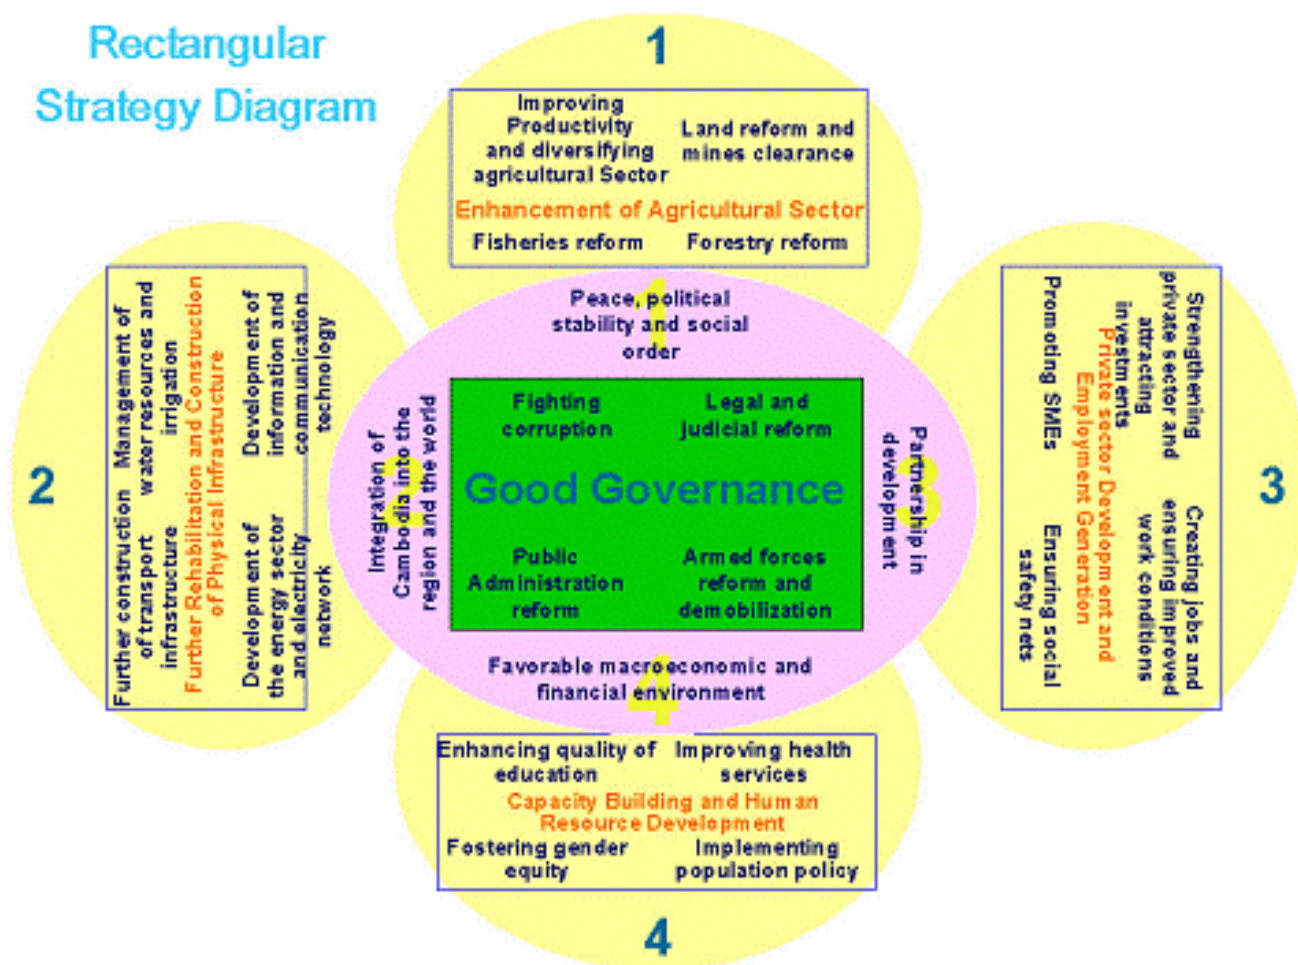 Rectangular
Strategy Diagram
1
Improving
Productivity
and diversifying
agricultural Sector
Land reform and
mines clearance
Enhancement of Agricultural Sector
Fisheries reform
Forestry reform
2
Management of
water resources and
irrigation
Development of
information and
communication
technology
Further Rehabilitation and Construction
of Physical Infrastructure
Further construction
of transport
infrastructure
Development of
the energy sector
and electricity
network
1
Peace, political
stability and social
order
2
Integration of
Cambodia into the
region and the world
Fighting
corruption
Legal and
judicial reform
Good Governance
Public
Administration
reform
Armed forces
reform and
demobilization
3
Partnership in
development
4
Favorable macroeconomic and
financial environment
3
Strengthening
private sector and
attracting
investments
Promoting SMEs
Private sector Development and
Employment Generation
Creating jobs and
ensuring improved
work conditions
Ensuring social
safety nets
Enhancing quality of
education
Improving health
services
Capacity Building and Human
Resource Development
Fostering gender
equity
Implementing
population policy
4